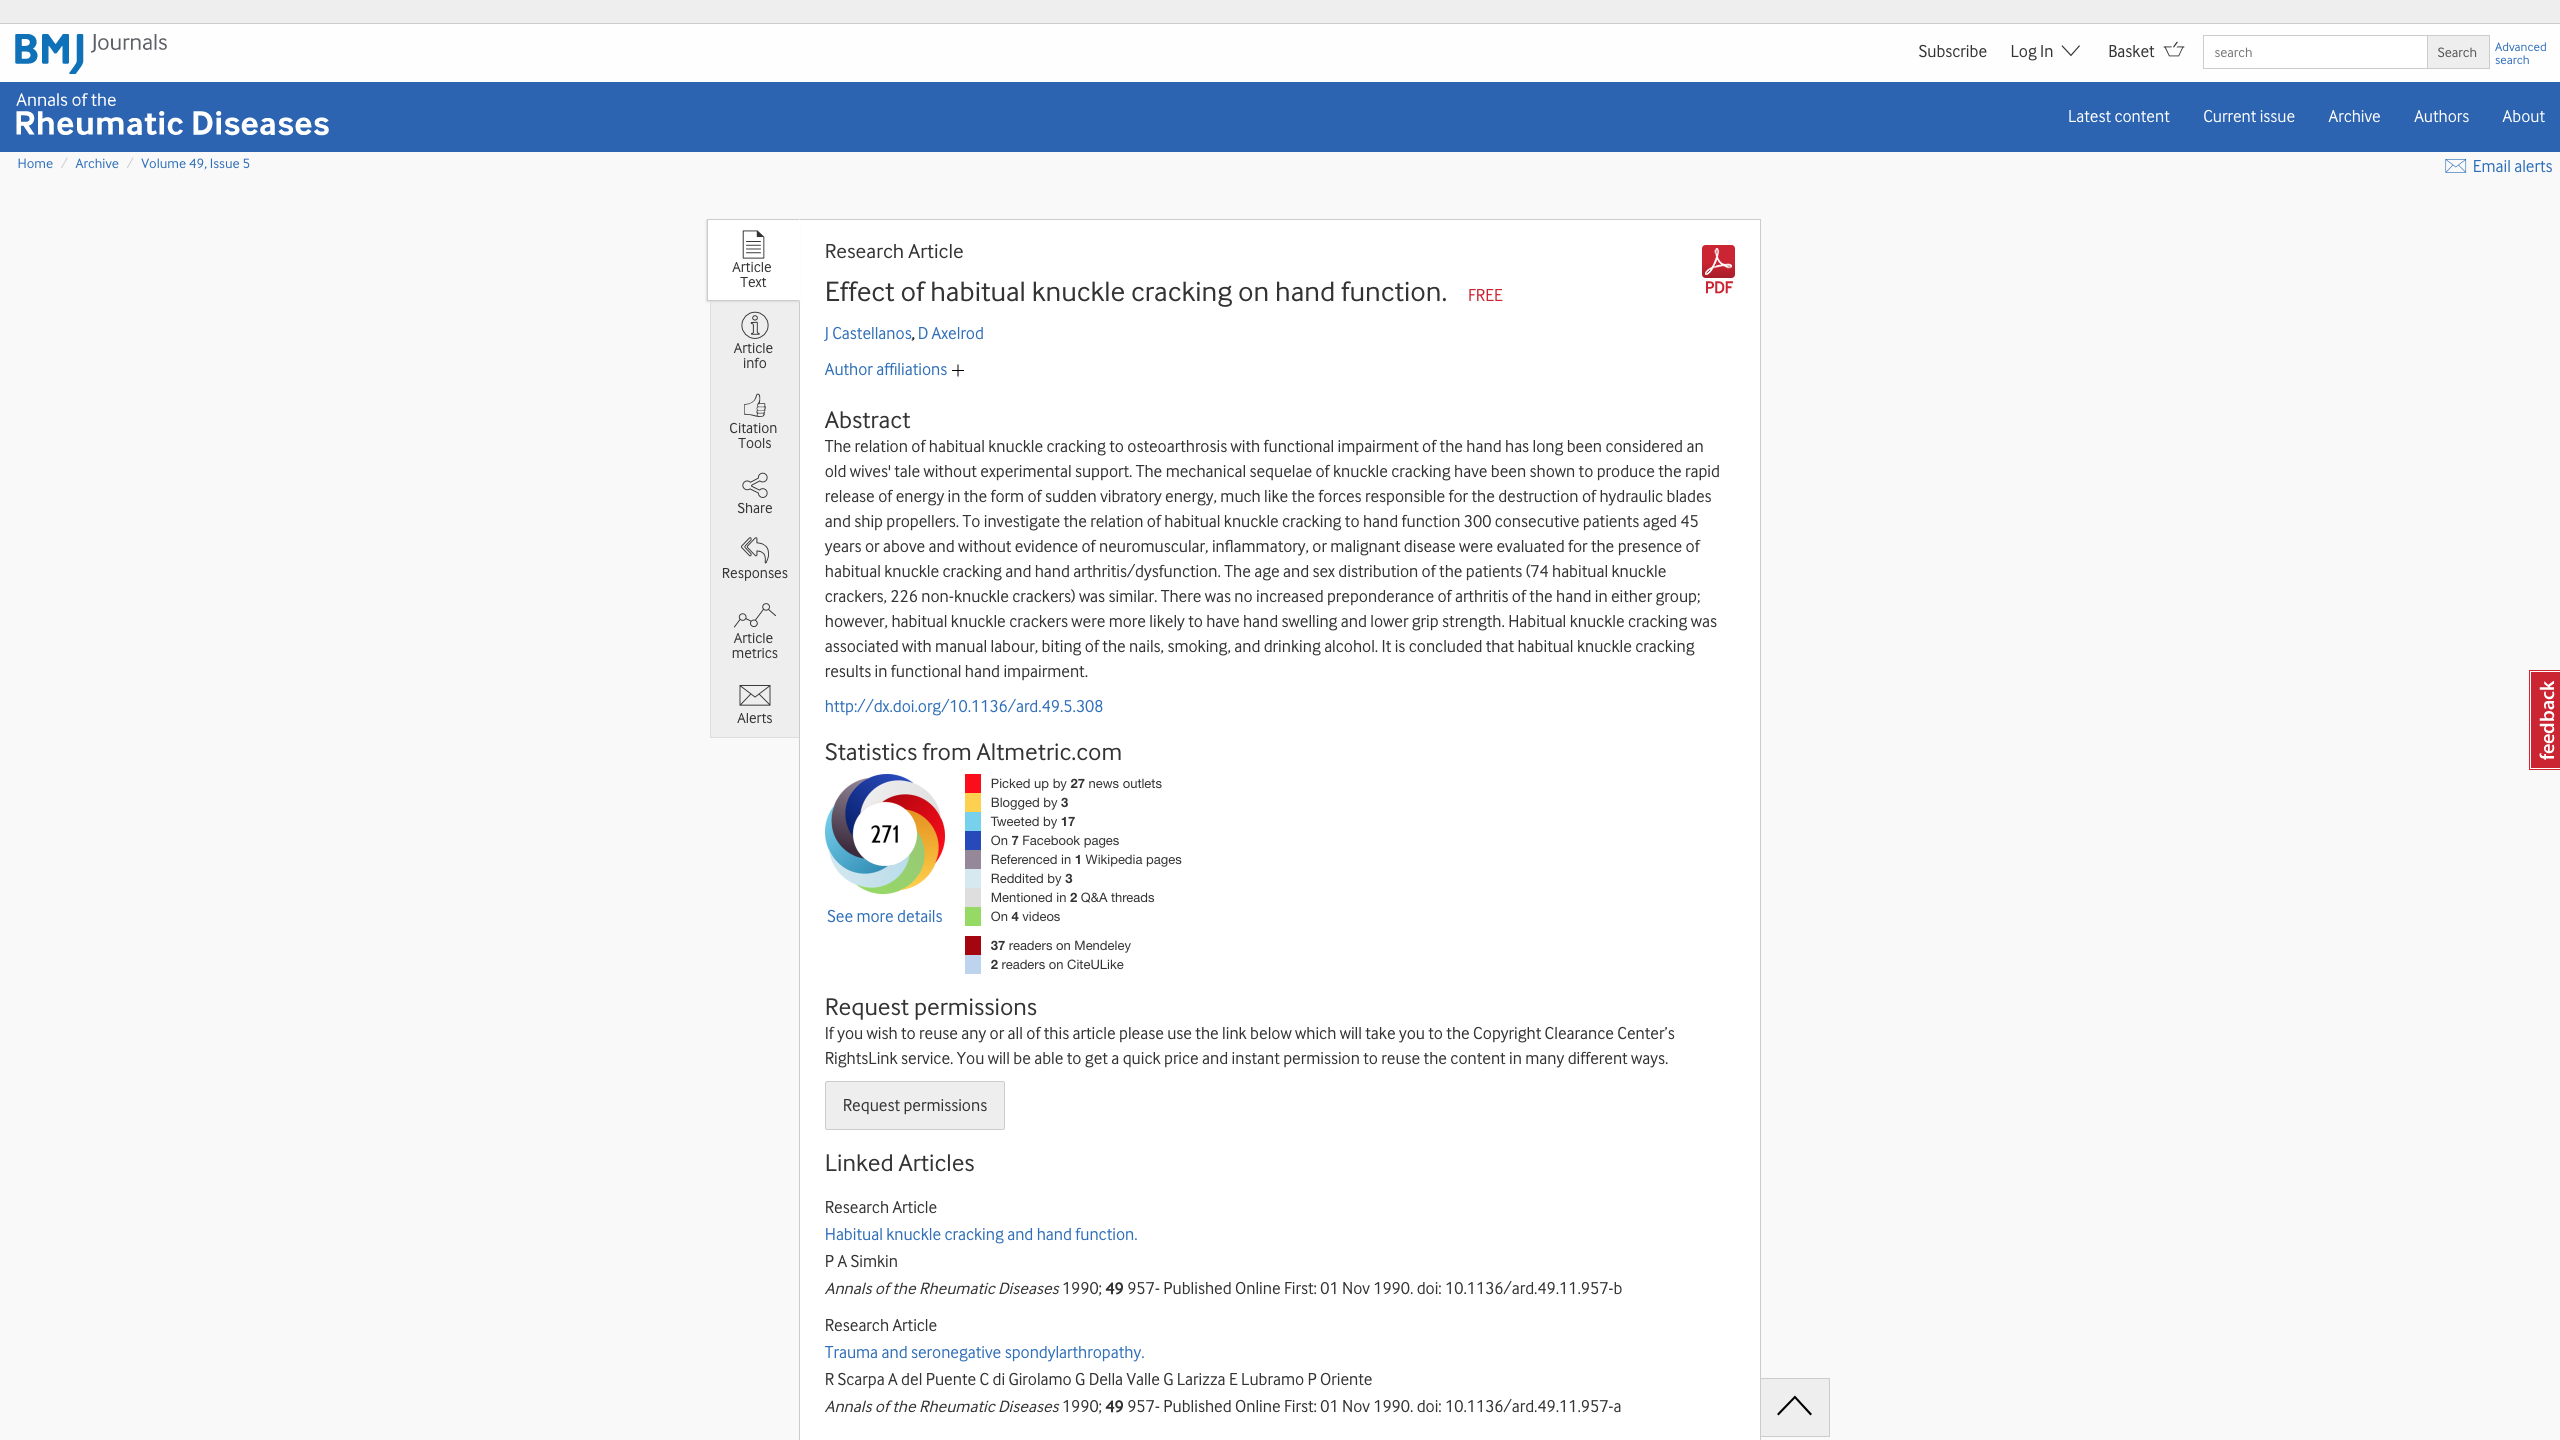 BMJ Journals
Subscribe
Log In
Basket
search
Search
Advanced
search
Annals of the
Rheumatic Diseases
Latest content
Current issue
Archive
Authors
About
Home / Archive / Volume 49, Issue 5
Email alerts
Article
Text
Article
info
Citation
Tools
Share
Responses
Article
metrics
Alerts
Research Article
PDF
Effect of habitual knuckle cracking on hand function. FREE
J Castellanos, D Axelrod
Author affiliations +
Abstract
The relation of habitual knuckle cracking to osteoarthrosis with functional impairment of the hand has long been considered an
old wives' tale without experimental support. The mechanical sequelae of knuckle cracking have been shown to produce the rapid
release of energy in the form of sudden vibratory energy, much like the forces responsible for the destruction of hydraulic blades
and ship propellers. To investigate the relation of habitual knuckle cracking to hand function 300 consecutive patients aged 45
years or above and without evidence of neuromuscular, inflammatory, or malignant disease were evaluated for the presence of
habitual knuckle cracking and hand arthritis/dysfunction. The age and sex distribution of the patients (74 habitual knuckle
crackers, 226 non-knuckle crackers) was similar. There was no increased preponderance of arthritis of the hand in either group;
however, habitual knuckle crackers were more likely to have hand swelling and lower grip strength. Habitual knuckle cracking was
associated with manual labour, biting of the nails, smoking, and drinking alcohol. It is concluded that habitual knuckle cracking
results in functional hand impairment.
http://dx.doi.org/10.1136/ard.49.5.308
Statistics from Altmetric.com
271
See more details
Picked up by 27 news outlets
Blogged by 3
Tweeted by 17
On 7 Facebook pages
Referenced in 1 Wikipedia pages
Reddited by 3
Mentioned in 2 Q&A threads
On 4 videos
37 readers on Mendeley
2 readers on CiteULike
Request permissions
If you wish to reuse any or all of this article please use the link below which will take you to the Copyright Clearance Center’s
RightsLink service. You will be able to get a quick price and instant permission to reuse the content in many different ways.
Request permissions
Linked Articles
Research Article
Habitual knuckle cracking and hand function.
P A Simkin
Annals of the Rheumatic Diseases 1990; 49 957- Published Online First: 01 Nov 1990. doi: 10.1136/ard.49.11.957-b
Research Article
Trauma and seronegative spondylarthropathy.
R Scarpa A del Puente C di Girolamo G Della Valle G Larizza E Lubramo P Oriente
Annals of the Rheumatic Diseases 1990; 49 957- Published Online First: 01 Nov 1990. doi: 10.1136/ard.49.11.957-a
feedback